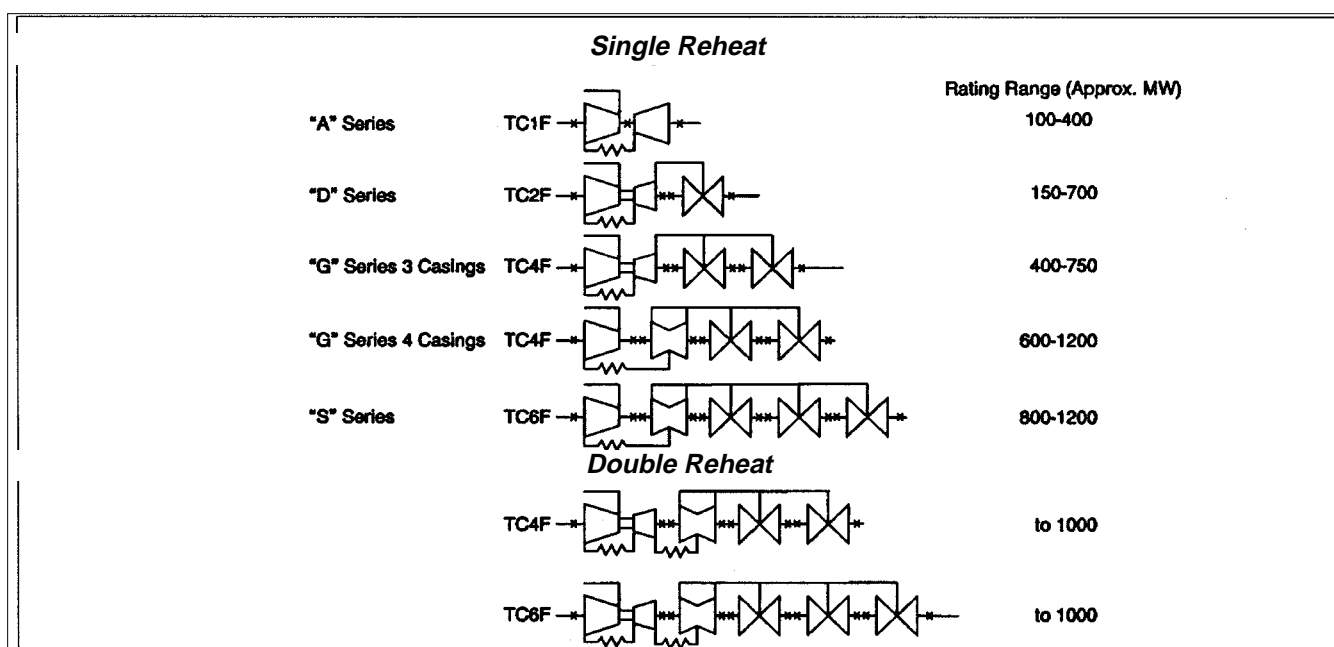 Single Reheat
Rating Range (Approx. MW)
"A" Series TC1F 100-400
"D" Series TC2F 150-700
"G" Series 3 Casings TC4F 400-750
"G" Series 4 Casings TC4F 600-1200
"S" Series TC6F 800-1200
Double Reheat
TC4F to 1000
TC6F to 1000